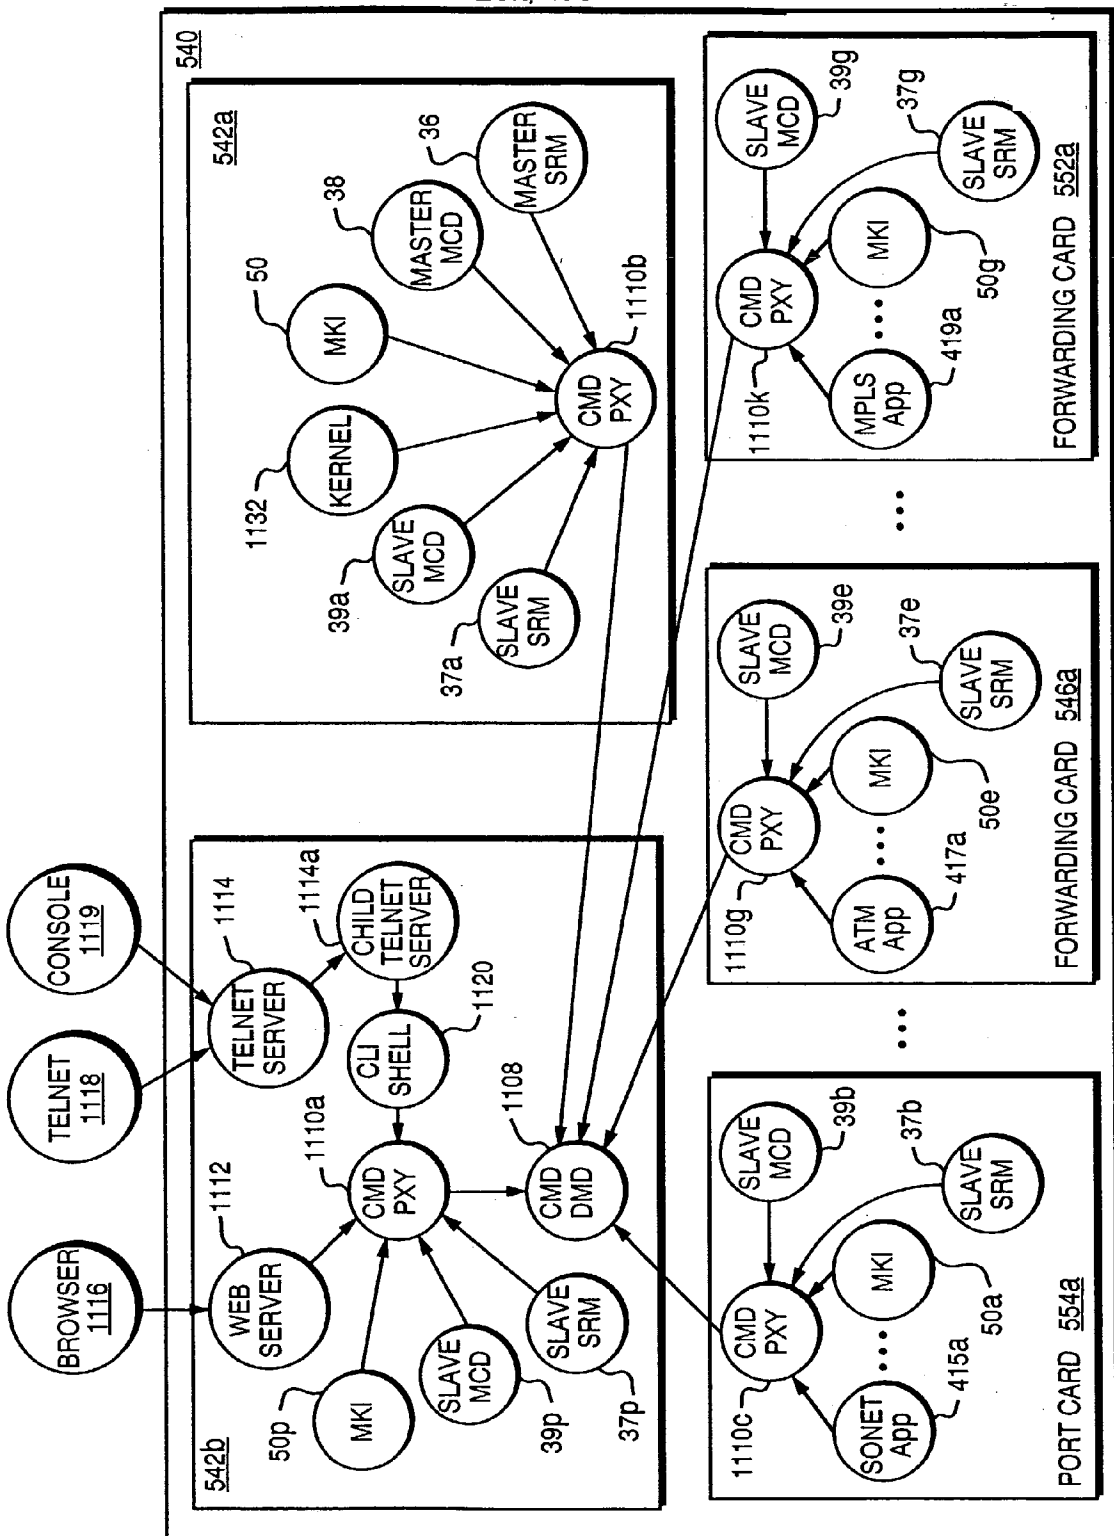 540
BROWSER
1116
TELNET
1118
CONSOLE
1119
542b
WEB
SERVER
1112
TELNET
SERVER
1114
CHILD
TELNET
SERVER
1114a
CLI
SHELL
1120
CMD
PXY
1110a
MKI
50p
SLAVE
MCD
39p
SLAVE
SRM
37p
CMD
DMD
1108
542a
SLAVE
SRM
37a
SLAVE
MCD
39a
KERNEL
1132
MKI
50
MASTER
MCD
38
MASTER
SRM
36
CMD
PXY
1110b
PORT CARD 554a
CMD
PXY
1110c
SLAVE
MCD
39b
SONET
App
415a
MKI
50a
SLAVE
SRM
37b
FORWARDING CARD 546a
CMD
PXY
1110g
SLAVE
MCD
39e
ATM
App
417a
MKI
50e
SLAVE
SRM
37e
FORWARDING CARD 552a
CMD
PXY
1110k
SLAVE
MCD
39g
MPLS
App
419a
MKI
50g
SLAVE
SRM
37g